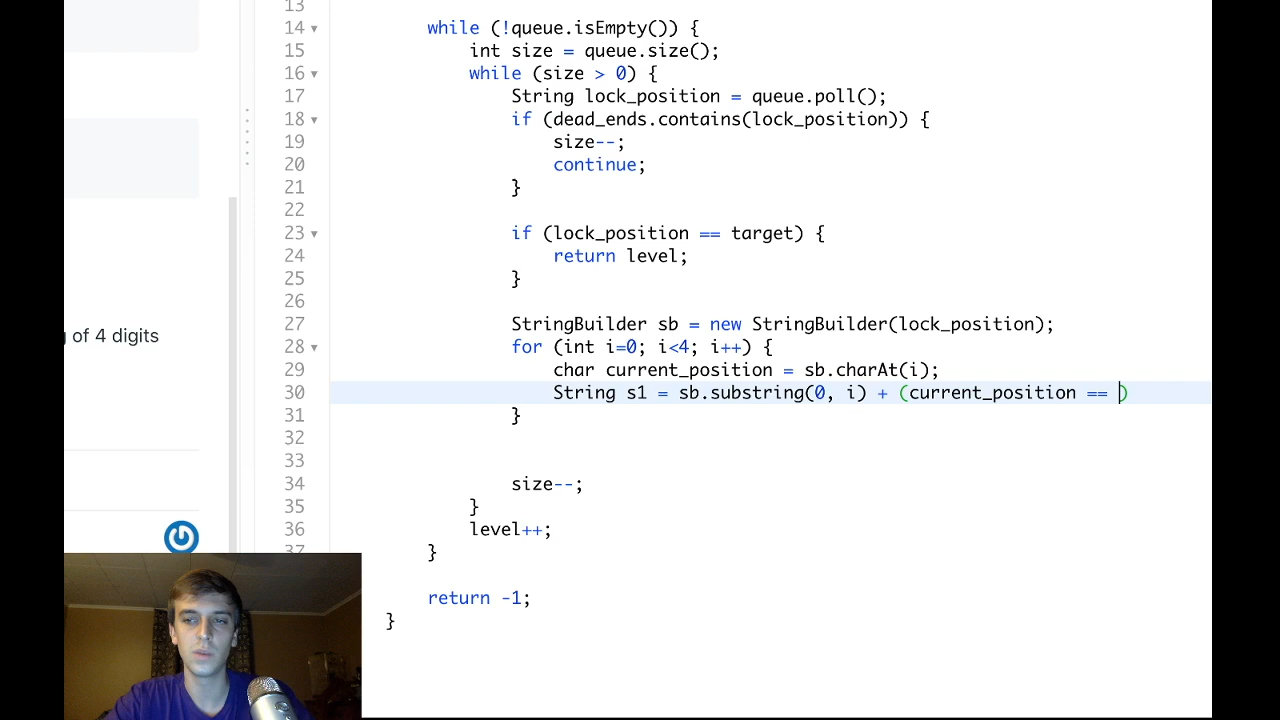 13
14 while (!queue.isEmpty()) {
15 int size = queue.size();
16 while (size > 0) {
17 String lock_position = queue.poll();
18 if (dead_ends.contains(lock_position)) {
19 size--;
20 continue;
21 }
22
23 if (lock_position == target) {
24 return level;
25 }
26
27 StringBuilder sb = new StringBuilder(lock_position);
28 for (int i=0; i<4; i++) {
29 char current_position = sb.charAt(i);
30 String s1 = sb.substring(0, i) + (current_position == )
31 }
32
33
34 size--;
35 }
36 level++;
37 }
return -1;
}
of 4 digits